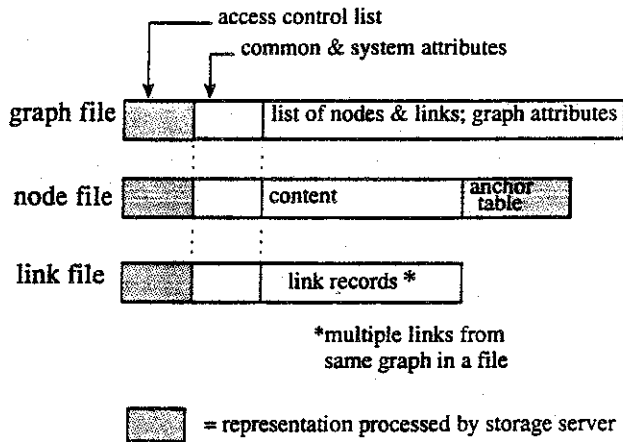 access control list
common & system attributes
graph file
list of nodes & links; graph attributes
node file
content
anchor
table
link file
link records *
*multiple links from
same graph in a file
= representation processed by storage server